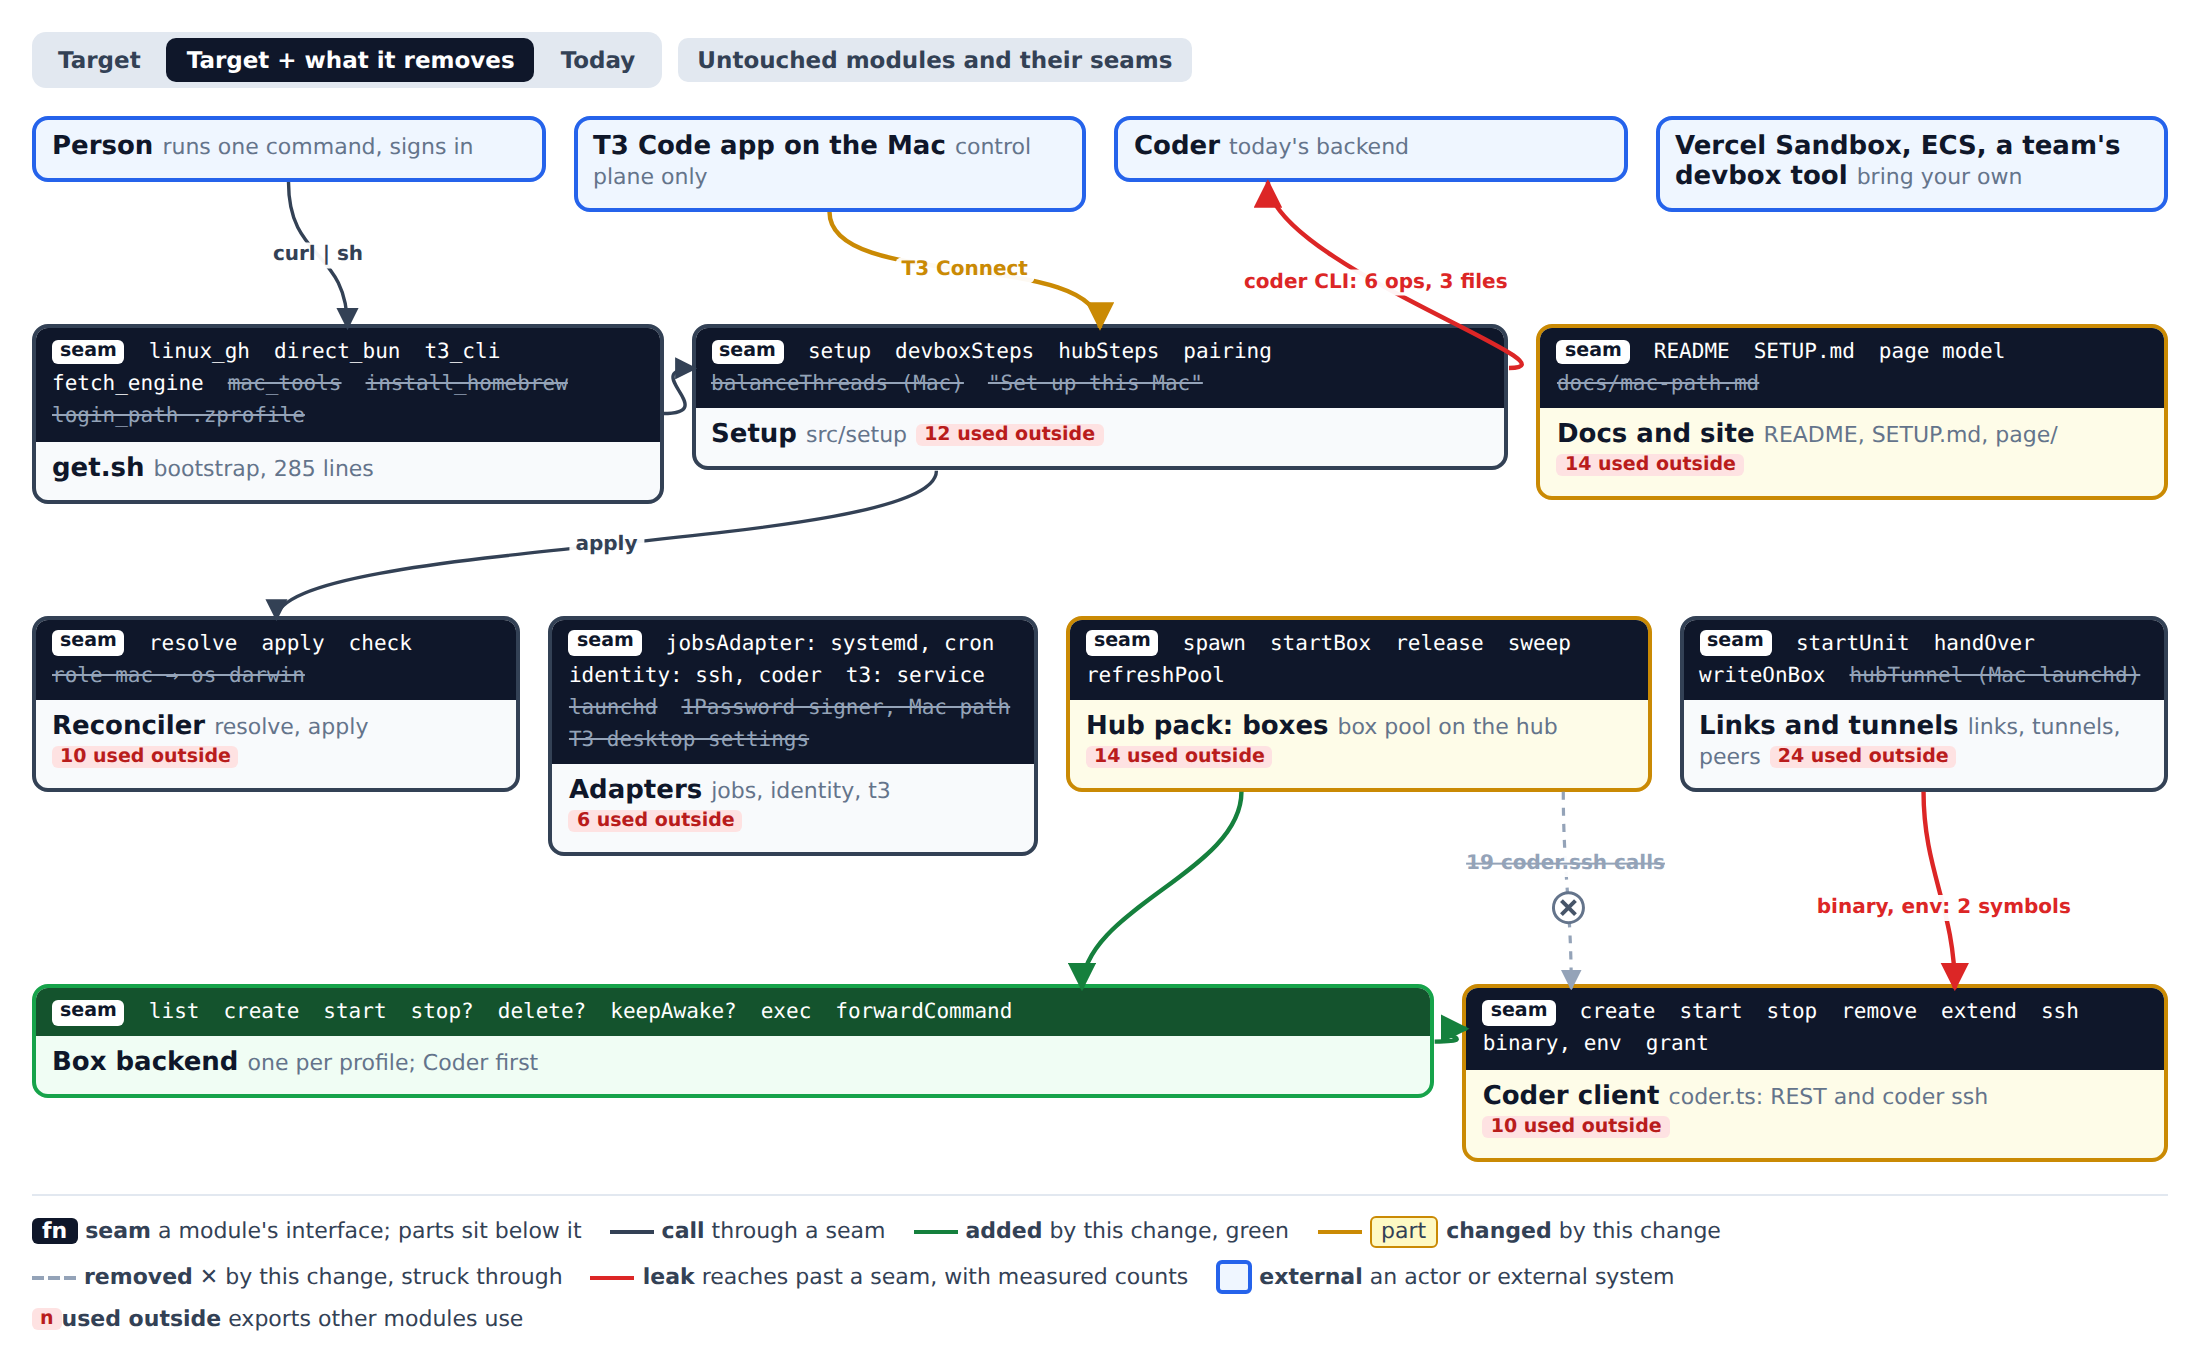 Target Target + what it removes Today Untouched modules and their seams
Person runs one command, signs in
T3 Code app on the Mac control
plane only
Coder today's backend
Vercel Sandbox, ECS, a team's
devbox tool bring your own
curl | sh
T3 Connect
coder CLI: 6 ops, 3 files
seam linux_gh direct_bun t3_cli
fetch_engine mac_tools install_homebrew
login_path .zprofile
get.sh bootstrap, 285 lines
seam setup devboxSteps hubSteps pairing
balanceThreads (Mac) "Set up this Mac"
Setup src/setup 12 used outside
seam README SETUP.md page model
docs/mac-path.md
Docs and site README, SETUP.md, page/
14 used outside
apply
seam resolve apply check
role mac → os darwin
Reconciler resolve, apply
10 used outside
seam jobsAdapter: systemd, cron
identity: ssh, coder t3: service
launchd 1Password signer, Mac path
T3 desktop settings
Adapters jobs, identity, t3
6 used outside
seam spawn startBox release sweep
refreshPool
Hub pack: boxes box pool on the hub
14 used outside
seam startUnit handOver
writeOnBox hubTunnel (Mac launchd)
Links and tunnels links, tunnels,
peers 24 used outside
19 coder.ssh calls
binary, env: 2 symbols
seam list create start stop? delete? keepAwake? exec forwardCommand
Box backend one per profile; Coder first
seam create start stop remove extend ssh
binary, env grant
Coder client coder.ts: REST and coder ssh
10 used outside
fn seam a module's interface; parts sit below it call through a seam added by this change, green part changed by this change
removed ✕ by this change, struck through leak reaches past a seam, with measured counts external an actor or external system
n used outside exports other modules use